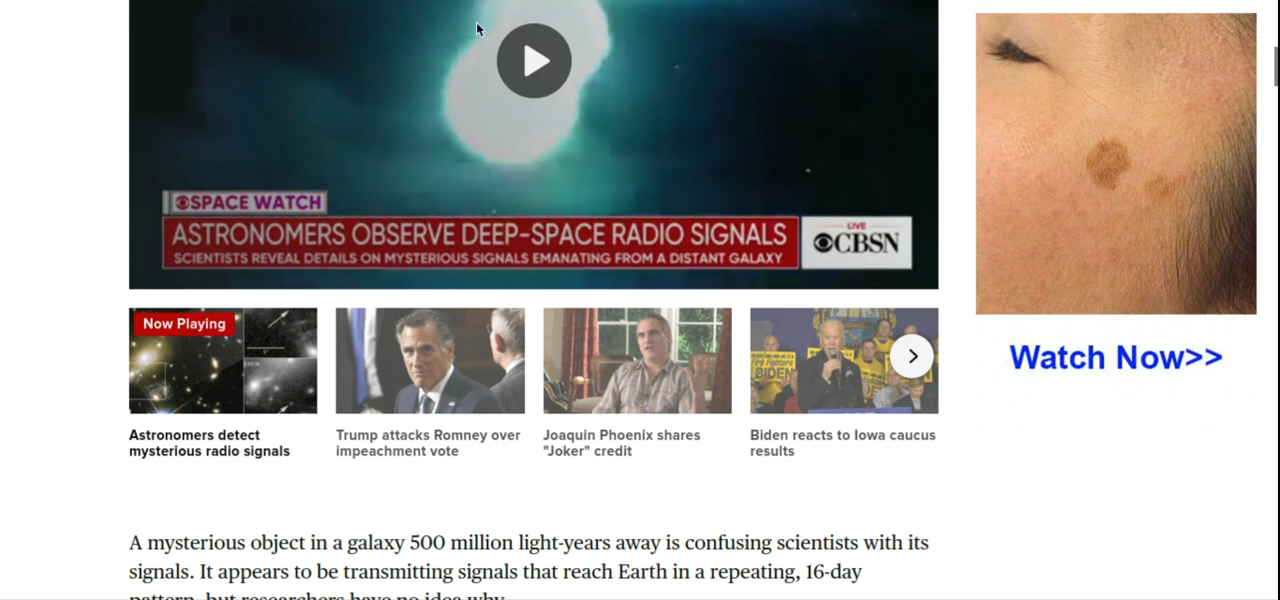 SPACE WATCH
ASTRONOMERS OBSERVE DEEP-SPACE RADIO SIGNALS
SCIENTISTS REVEAL DETAILS ON MYSTERIOUS SIGNALS EMANATING FROM A DISTANT GALAXY
LIVE
CBSN
Now Playing
Astronomers detect
mysterious radio signals
Trump attacks Romney over
impeachment vote
Joaquin Phoenix shares
"Joker" credit
BIDEN
Biden reacts to Iowa caucus
results
Watch Now>>
A mysterious object in a galaxy 500 million light-years away is confusing scientists with its
signals. It appears to be transmitting signals that reach Earth in a repeating, 16-day
pattern, but researchers have no idea why.